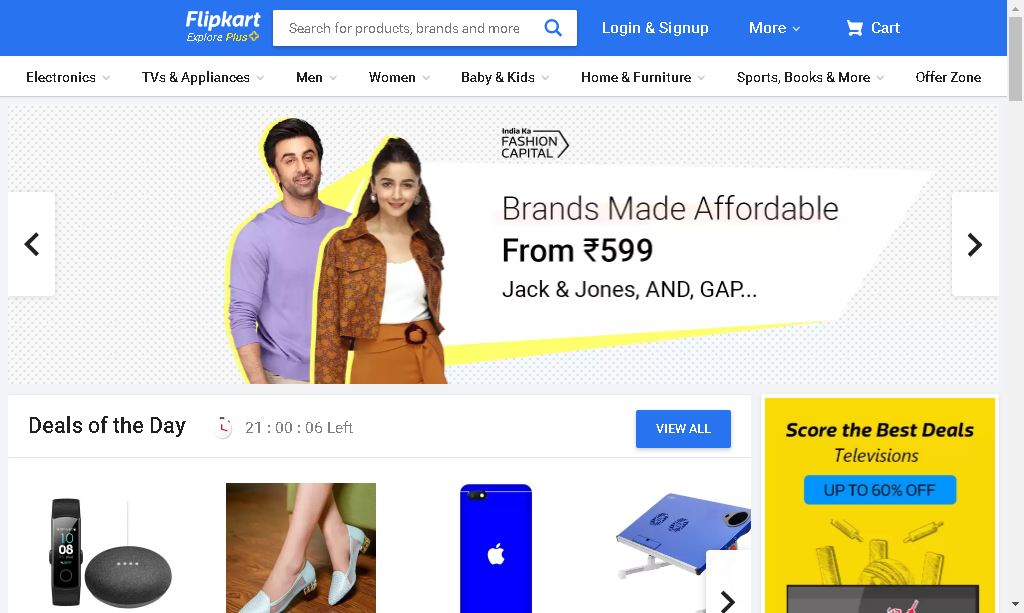 Flipkart
Explore Plus
Search for products, brands and more
Login & Signup
More
Cart
Electronics
TVs & Appliances
Men
Women
Baby & Kids
Home & Furniture
Sports, Books & More
Offer Zone
India Ka
FASHION
CAPITAL
Brands Made Affordable
From ₹599
Jack & Jones, AND, GAP...
Deals of the Day
21 : 00 : 06 Left
VIEW ALL
Score the Best Deals
Televisions
UP TO 60% OFF
10
08